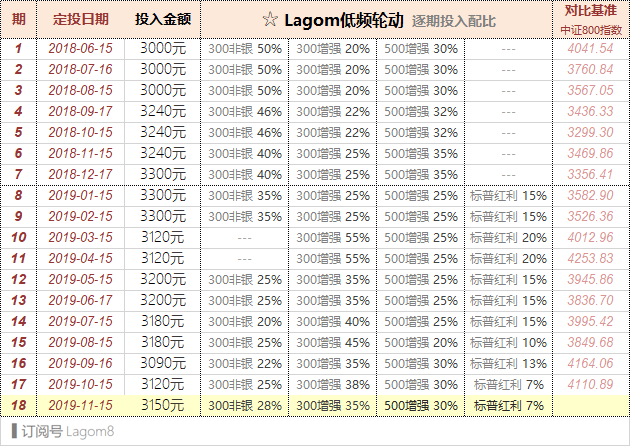 期 定投日期 投入金额 ☆ Lagom低频轮动 逐期投入配比 对比基准
中证800指数
1 2018-06-15 3000元 300非银 50% 300增强 20% 500增强 30% --- 4041.54
2 2018-07-16 3000元 300非银 50% 300增强 20% 500增强 30% --- 3760.84
3 2018-08-15 3000元 300非银 50% 300增强 20% 500增强 30% --- 3567.05
4 2018-09-17 3240元 300非银 46% 300增强 22% 500增强 32% --- 3436.33
5 2018-10-15 3240元 300非银 46% 300增强 22% 500增强 32% --- 3299.30
6 2018-11-15 3240元 300非银 40% 300增强 25% 500增强 35% --- 3469.86
7 2018-12-17 3240元 300非银 40% 300增强 25% 500增强 35% --- 3356.41
8 2019-01-15 3300元 300非银 35% 300增强 25% 500增强 25% 标普红利 15% 3582.90
9 2019-02-15 3300元 300非银 35% 300增强 25% 500增强 25% 标普红利 15% 3526.36
10 2019-03-15 3120元 --- 300增强 55% 500增强 25% 标普红利 20% 4012.96
11 2019-04-15 3120元 --- 300增强 55% 500增强 25% 标普红利 20% 4253.83
12 2019-05-15 3200元 300非银 25% 300增强 35% 500增强 25% 标普红利 15% 3945.86
13 2019-06-17 3200元 300非银 25% 300增强 35% 500增强 25% 标普红利 15% 3836.70
14 2019-07-15 3180元 300非银 20% 300增强 40% 500增强 25% 标普红利 15% 3995.42
15 2019-08-15 3180元 300非银 25% 300增强 45% 500增强 20% 标普红利 10% 3849.68
16 2019-09-16 3090元 300非银 22% 300增强 35% 500增强 30% 标普红利 13% 4164.06
17 2019-10-15 3120元 300非银 25% 300增强 38% 500增强 30% 标普红利 7% 4110.89
18 2019-11-15 3150元 300非银 28% 300增强 35% 500增强 30% 标普红利 7%
订阅号 Lagom8